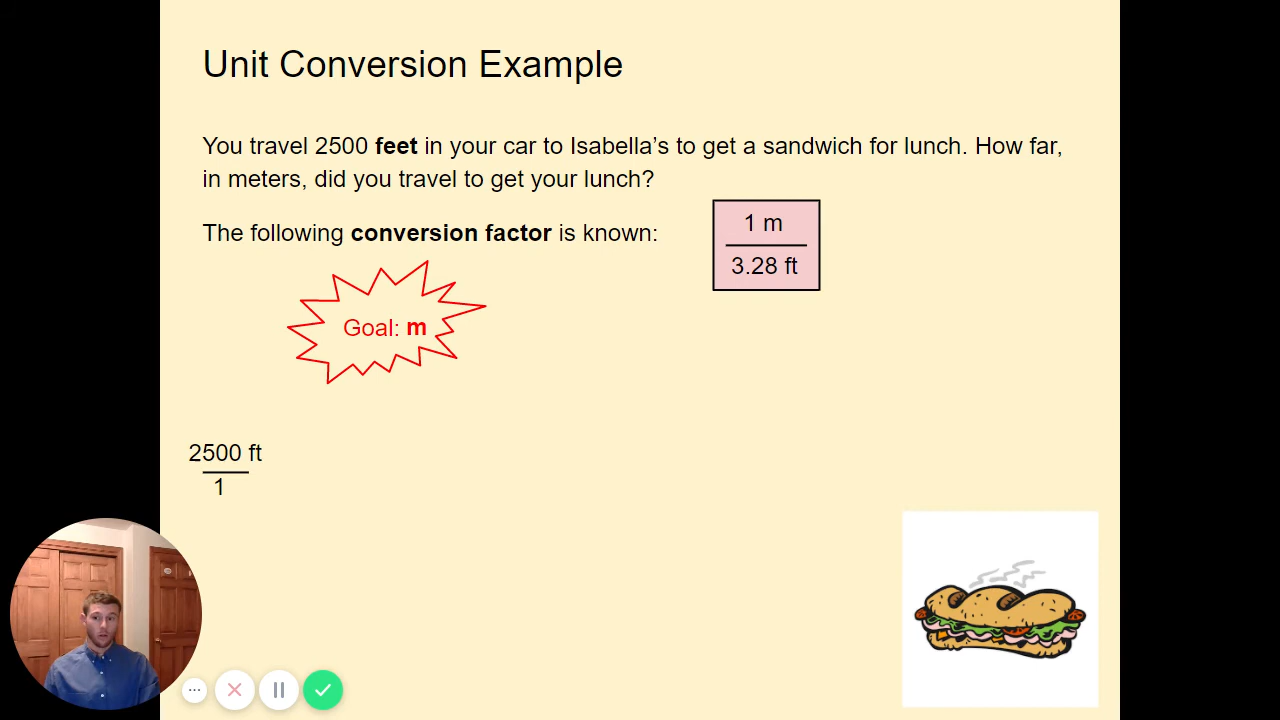 Unit Conversion Example
You travel 2500 feet in your car to Isabella’s to get a sandwich for lunch. How far,
in meters, did you travel to get your lunch?
The following conversion factor is known:
1 m
3.28 ft
Goal: m
2500 ft
1